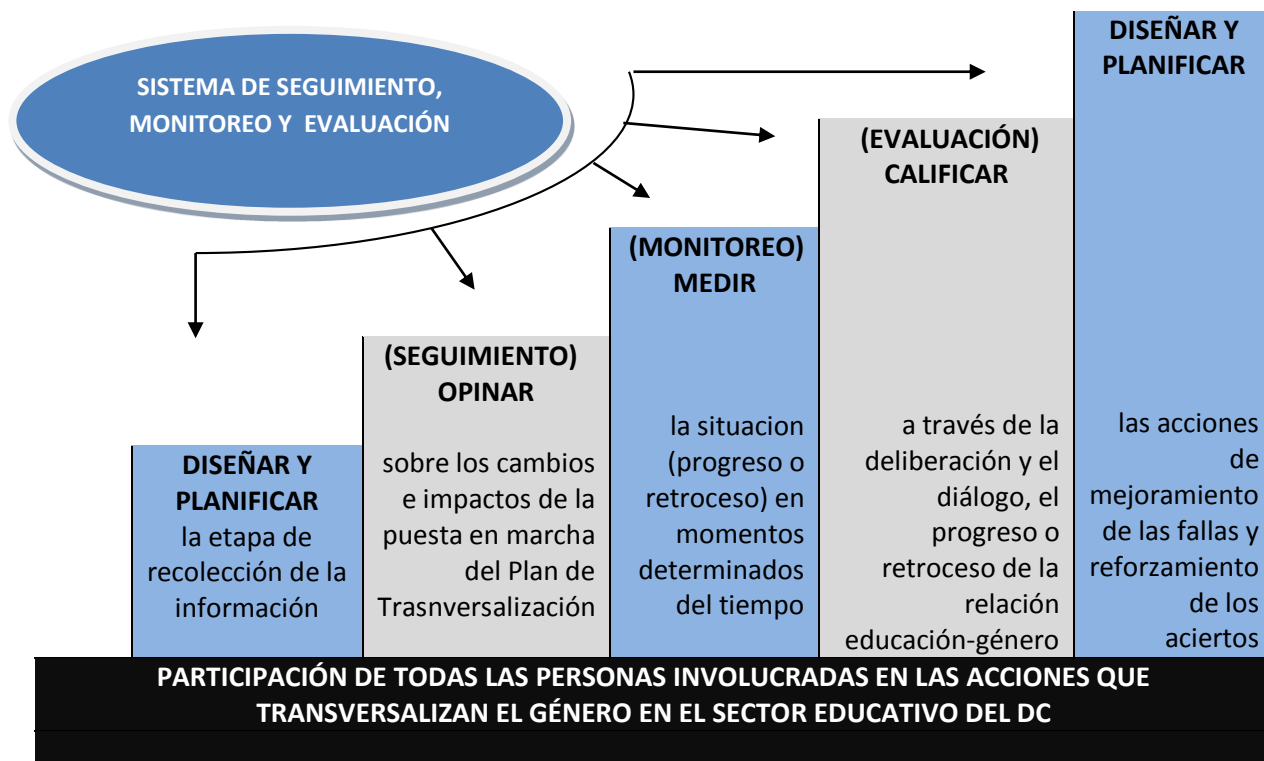 SISTEMA DE SEGUIMIENTO,
MONITOREO Y EVALUACIÓN
DISEÑAR Y
PLANIFICAR
la etapa de
recolección de la
información
(SEGUIMIENTO)
OPINAR
sobre los cambios
e impactos de la
puesta en marcha
del Plan de
Trasnversalización
(MONITOREO)
MEDIR
la situacion
(progreso o
retroceso) en
momentos
determinados
del tiempo
(EVALUACIÓN)
CALIFICAR
a través de la
deliberación y el
diálogo, el
progreso o
retroceso de la
relación
educación-género
DISEÑAR Y
PLANIFICAR
las acciones
de
mejoramiento
de las fallas y
reforzamiento
de los
aciertos
PARTICIPACIÓN DE TODAS LAS PERSONAS INVOLUCRADAS EN LAS ACCIONES QUE
TRANSVERSALIZAN EL GÉNERO EN EL SECTOR EDUCATIVO DEL DC